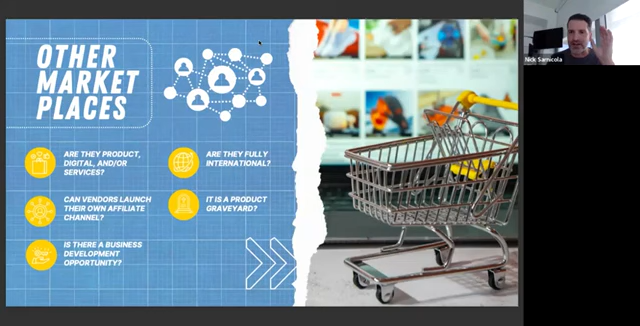 OTHER
MARKET
PLACES
ARE THEY PRODUCT,
DIGITAL, AND/OR
SERVICES?
CAN VENDORS LAUNCH
THEIR OWN AFFILIATE
CHANNEL?
IS THERE A BUSINESS
DEVELOPMENT
OPPORTUNITY?
ARE THEY FULLY
INTERNATIONAL?
IT IS A PRODUCT
GRAVEYARD?
Nick Sarnicola